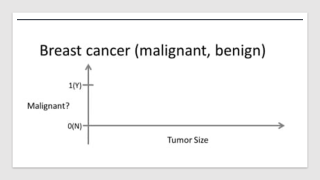 Breast cancer (malignant, benign)
1(Y)
Malignant?
0(N)
Tumor Size